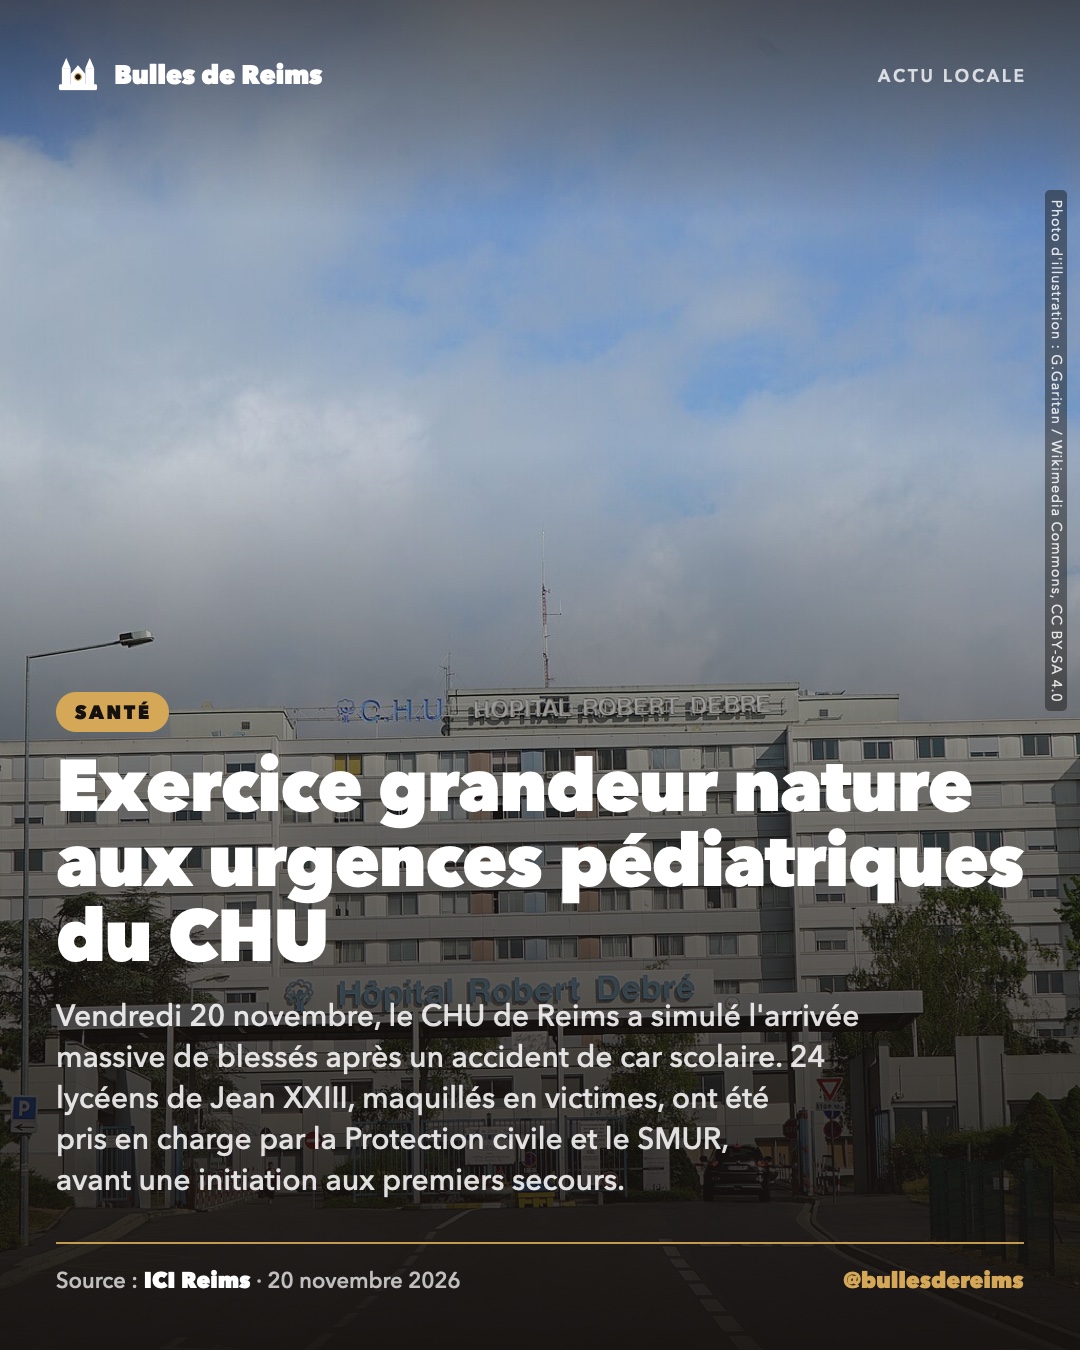 Bulles de Reims
ACTU LOCALE
Photo d'illustration : G.Garitan / Wikimedia Commons, CC BY-SA 4.0
C.H.U
HOPITAL ROBERT DEBRE
SANTÉ
Exercice grandeur nature
aux urgences pédiatriques
du CHU
Hôpital Robert Debré
Vendredi 20 novembre, le CHU de Reims a simulé l'arrivée
massive de blessés après un accident de car scolaire. 24
lycéens de Jean XXIII, maquillés en victimes, ont été
pris en charge par la Protection civile et le SMUR,
avant une initiation aux premiers secours.
P
Source : ICI Reims · 20 novembre 2026
@bullesdereims